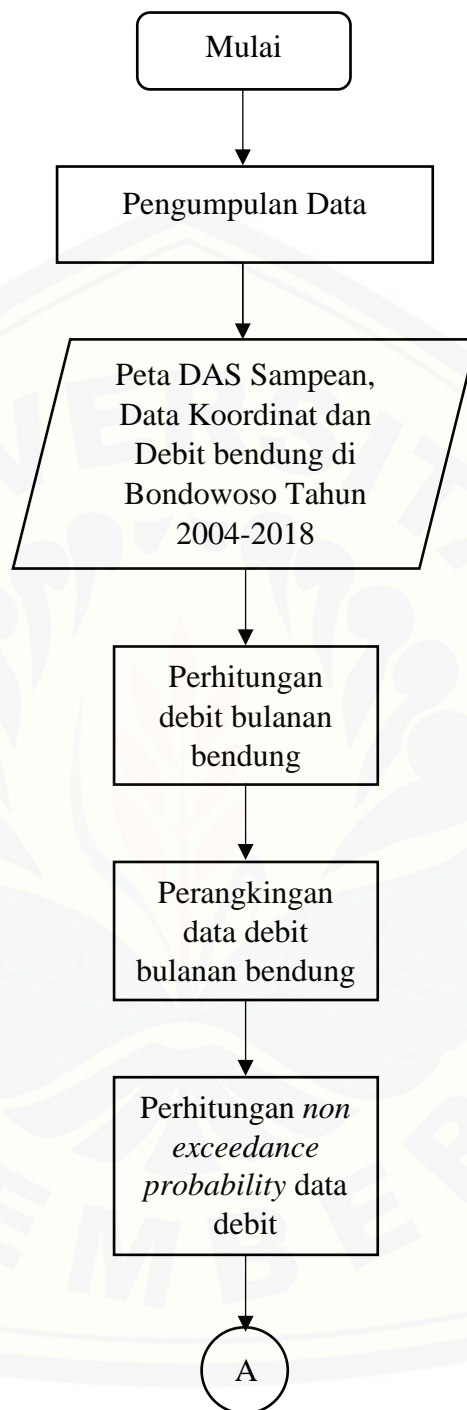 Mulai
Pengumpulan Data
Peta DAS Sampean,
Data Koordinat dan
Debit bendung di
Bondowoso Tahun
2004-2018
Perhitungan
debit bulanan
bendung
Perangkingan
data debit
bulanan bendung
Perhitungan non
exceedance
probability data
debit
A